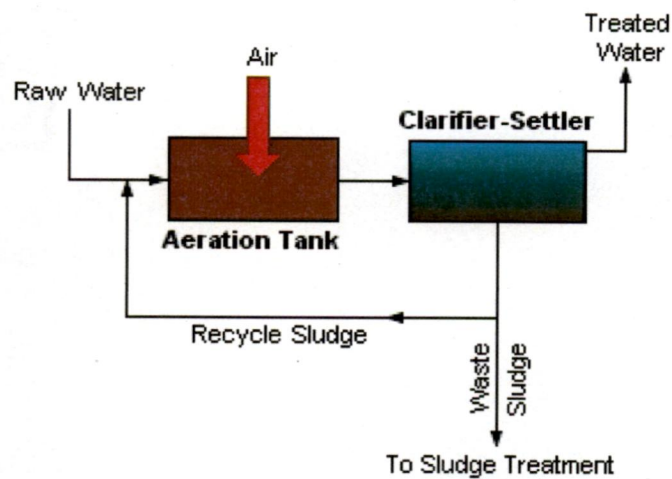 Treated
Water
Air
Raw Water
Clarifier-Settler
Aeration Tank
Recycle Sludge
Waste
Sludge
To Sludge Treatment